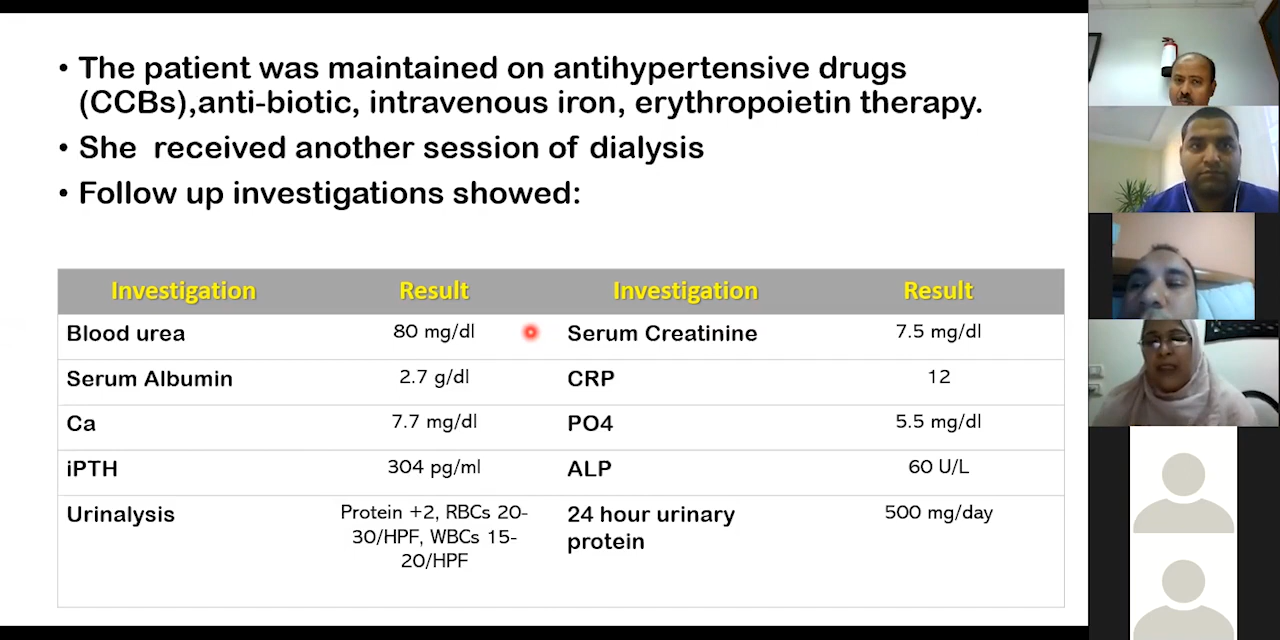 • The patient was maintained on antihypertensive drugs
(CCBs),anti-biotic, intravenous iron, erythropoietin therapy.
• She  received another session of dialysis
• Follow up investigations showed:
Investigation Result Investigation Result
Blood urea 80 mg/dl Serum Creatinine 7.5 mg/dl
Serum Albumin 2.7 g/dl CRP 12
Ca 7.7 mg/dl PO4 5.5 mg/dl
iPTH 304 pg/ml ALP 60 U/L
Urinalysis Protein +2, RBCs 20- 24 hour urinary 500 mg/day
30/HPF, WBCs 15- protein
20/HPF